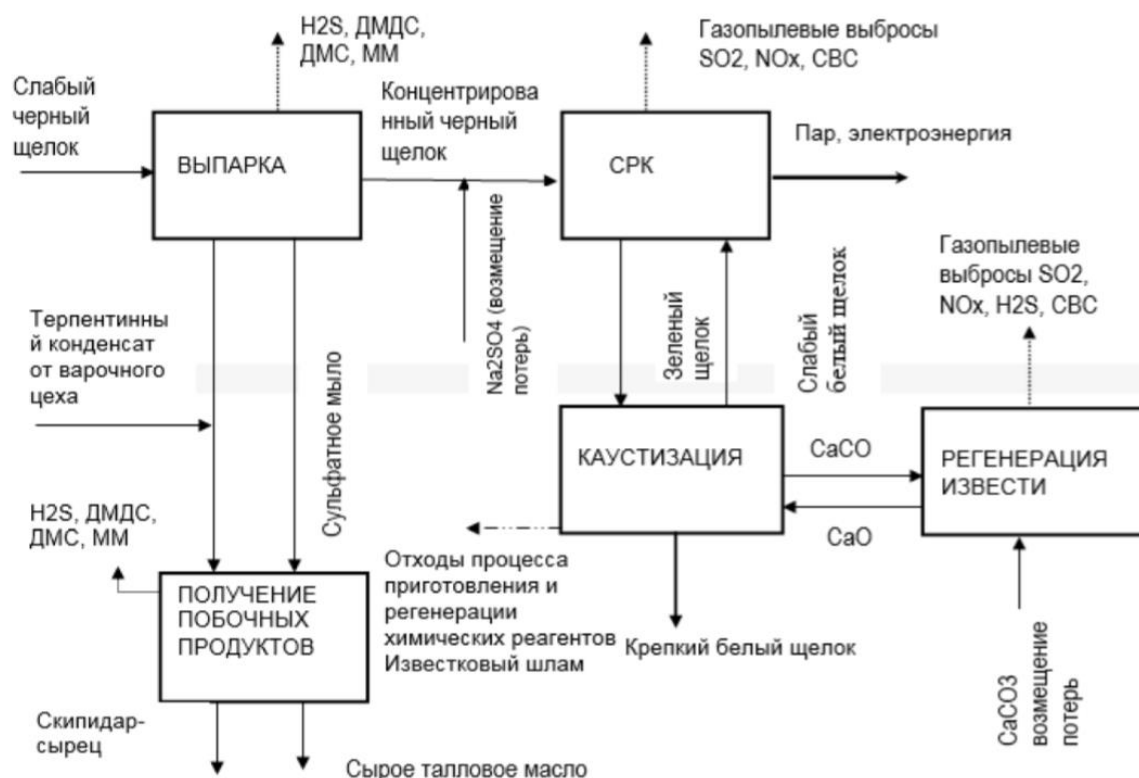 H2S, ДМДС,
ДМС, ММ
Газопылевые выбросы
SO2, NOx, СВС
Слабый
черный
щелок
Концентрирова
нный черный
щелок
ВЫПАРКА
СРК
Пар, электроэнергия
Na2SO4 (возмещение
потерь)
Зеленый
щелок
Слабый
белый щелок
Газопылевые
выбросы SO2,
NOx, H2S, СВС
Терпентинны
й конденсат
от варочного
цеха
Сульфатное мыло
КАУСТИЗАЦИЯ
CaCO
CaO
РЕГЕНЕРАЦИЯ
ИЗВЕСТИ
H2S, ДМДС,
ДМС, ММ
ПОЛУЧЕНИЕ
ПОБОЧНЫХ
ПРОДУКТОВ
Отходы процесса
приготовления и
регенерации
химических реагентов
Известковый шлам
Крепкий белый щелок
CaCO3
возмещение
потерь
Скипидар-
сырец
Сырое талловое масло